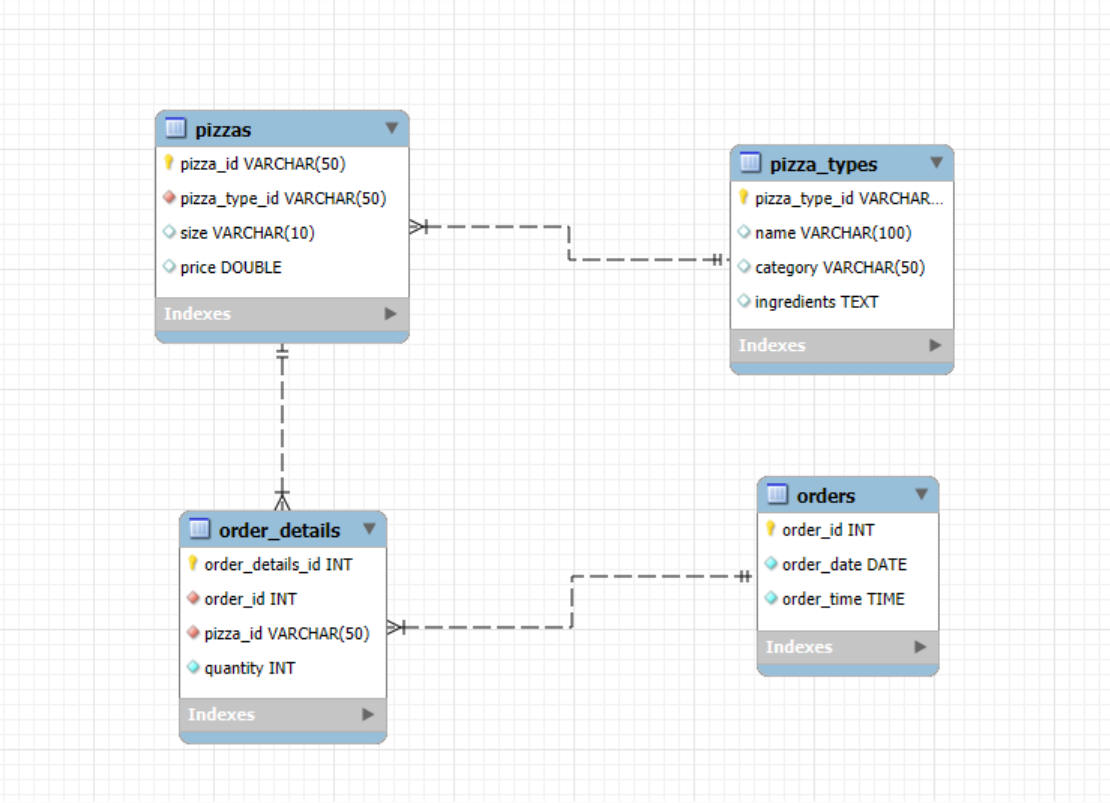 pizzas
pizza_id VARCHAR(50)
pizza_type_id VARCHAR(50)
size VARCHAR(10)
price DOUBLE
Indexes
pizza_types
pizza_type_id VARCHAR...
name VARCHAR(100)
category VARCHAR(50)
ingredients TEXT
Indexes
order_details
order_details_id INT
order_id INT
pizza_id VARCHAR(50)
quantity INT
Indexes
orders
order_id INT
order_date DATE
order_time TIME
Indexes